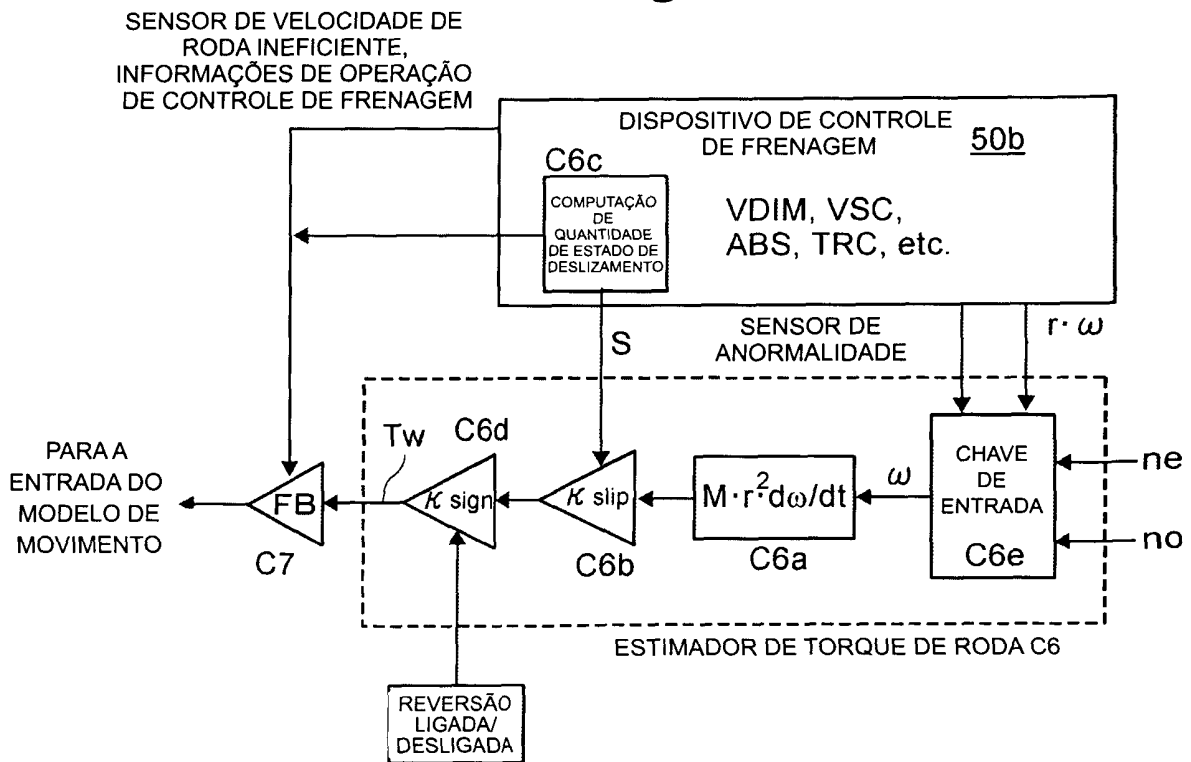 SENSOR DE VELOCIDADE DE
RODA INEFICIENTE,
INFORMAÇÕES DE OPERAÇÃO
DE CONTROLE DE FRENAGEM
DISPOSITIVO DE CONTROLE
DE FRENAGEM
50b
C6c
COMPUTAÇÃO
DE
QUANTIDADE
DE ESTADO DE
DESLIZAMENTO
VDIM, VSC,
ABS, TRC, etc.
S
SENSOR DE
ANORMALIDADE
r· ω
PARA A
ENTRADA DO
MODELO DE
MOVIMENTO
FB
C7
Tw
C6d
K sign
K slip
C6b
M·r²·dω/dt
C6a
ω
CHAVE
DE
ENTRADA
C6e
ne
no
ESTIMADOR DE TORQUE DE RODA C6
REVERSÃO
LIGADA/
DESLIGADA